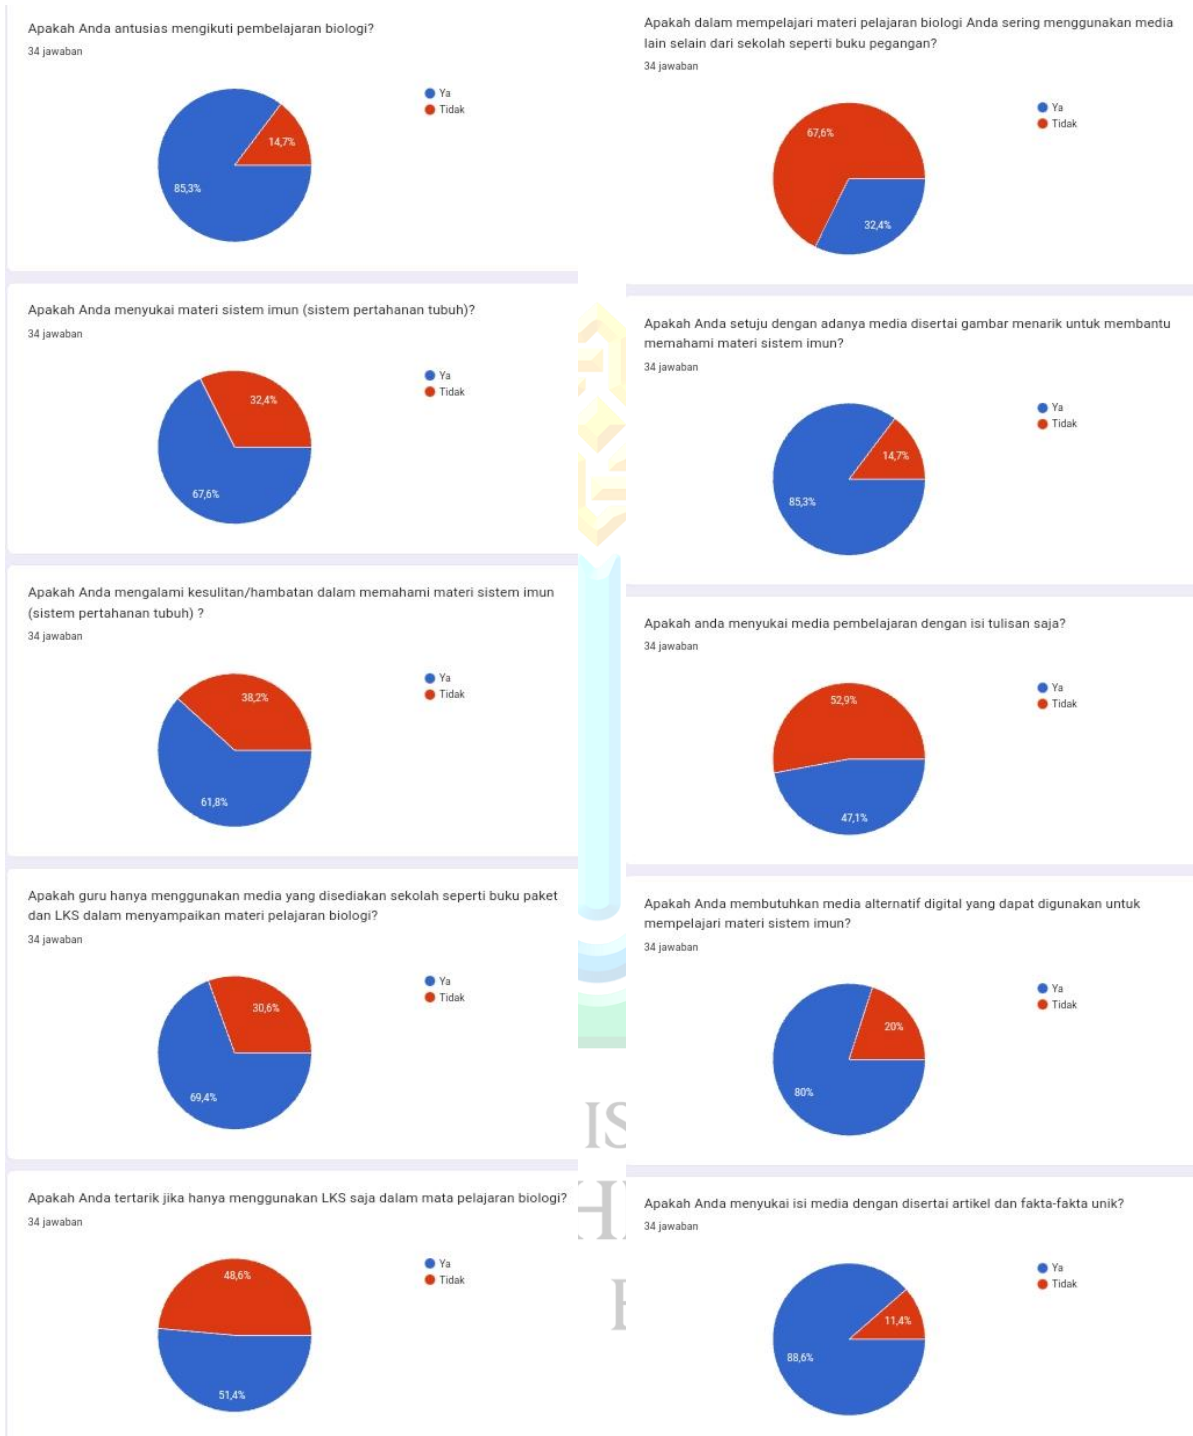 Apakah Anda antusias mengikuti pembelajaran biologi?
34 jawaban
Ya
Tidak
14,7%
85,3%
Apakah Anda menyukai materi sistem imun (sistem pertahanan tubuh)?
34 jawaban
Ya
Tidak
32,4%
67,6%
Apakah Anda mengalami kesulitan/hambatan dalam memahami materi sistem imun
(sistem pertahanan tubuh) ?
34 jawaban
Ya
Tidak
38,2%
61,8%
Apakah guru hanya menggunakan media yang disediakan sekolah seperti buku paket
dan LKS dalam menyampaikan materi pelajaran biologi?
34 jawaban
Ya
Tidak
30,6%
69,4%
Apakah Anda tertarik jika hanya menggunakan LKS saja dalam mata pelajaran biologi?
34 jawaban
Ya
Tidak
48,6%
51,4%
Apakah dalam mempelajari materi pelajaran biologi Anda sering menggunakan media
lain selain dari sekolah seperti buku pegangan?
34 jawaban
Ya
Tidak
67,6%
32,4%
Apakah Anda setuju dengan adanya media disertai gambar menarik untuk membantu
memahami materi sistem imun?
34 jawaban
Ya
Tidak
14,7%
85,3%
Apakah anda menyukai media pembelajaran dengan isi tulisan saja?
34 jawaban
Ya
Tidak
52,9%
47,1%
Apakah Anda membutuhkan media alternatif digital yang dapat digunakan untuk
mempelajari materi sistem imun?
34 jawaban
Ya
Tidak
20%
80%
Apakah Anda menyukai isi media dengan disertai artikel dan fakta-fakta unik?
34 jawaban
Ya
Tidak
11,4%
88,6%